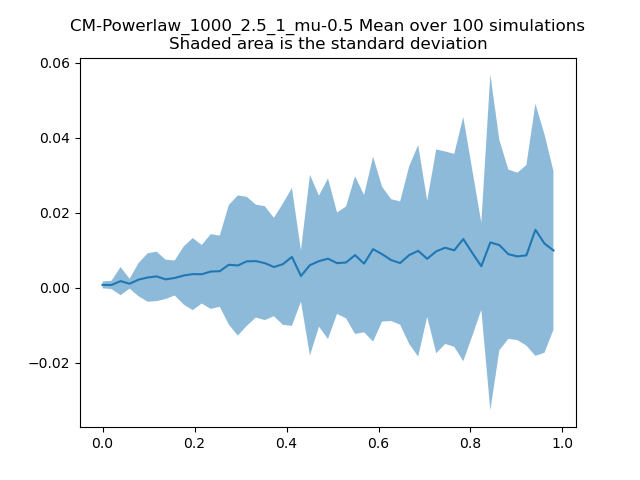 CM-Powerlaw_1000_2.5_1_mu-0.5 Mean over 100 simulations
Shaded area is the standard deviation
0.06
0.04
0.02
0.00
−0.02
0.0 0.2 0.4 0.6 0.8 1.0